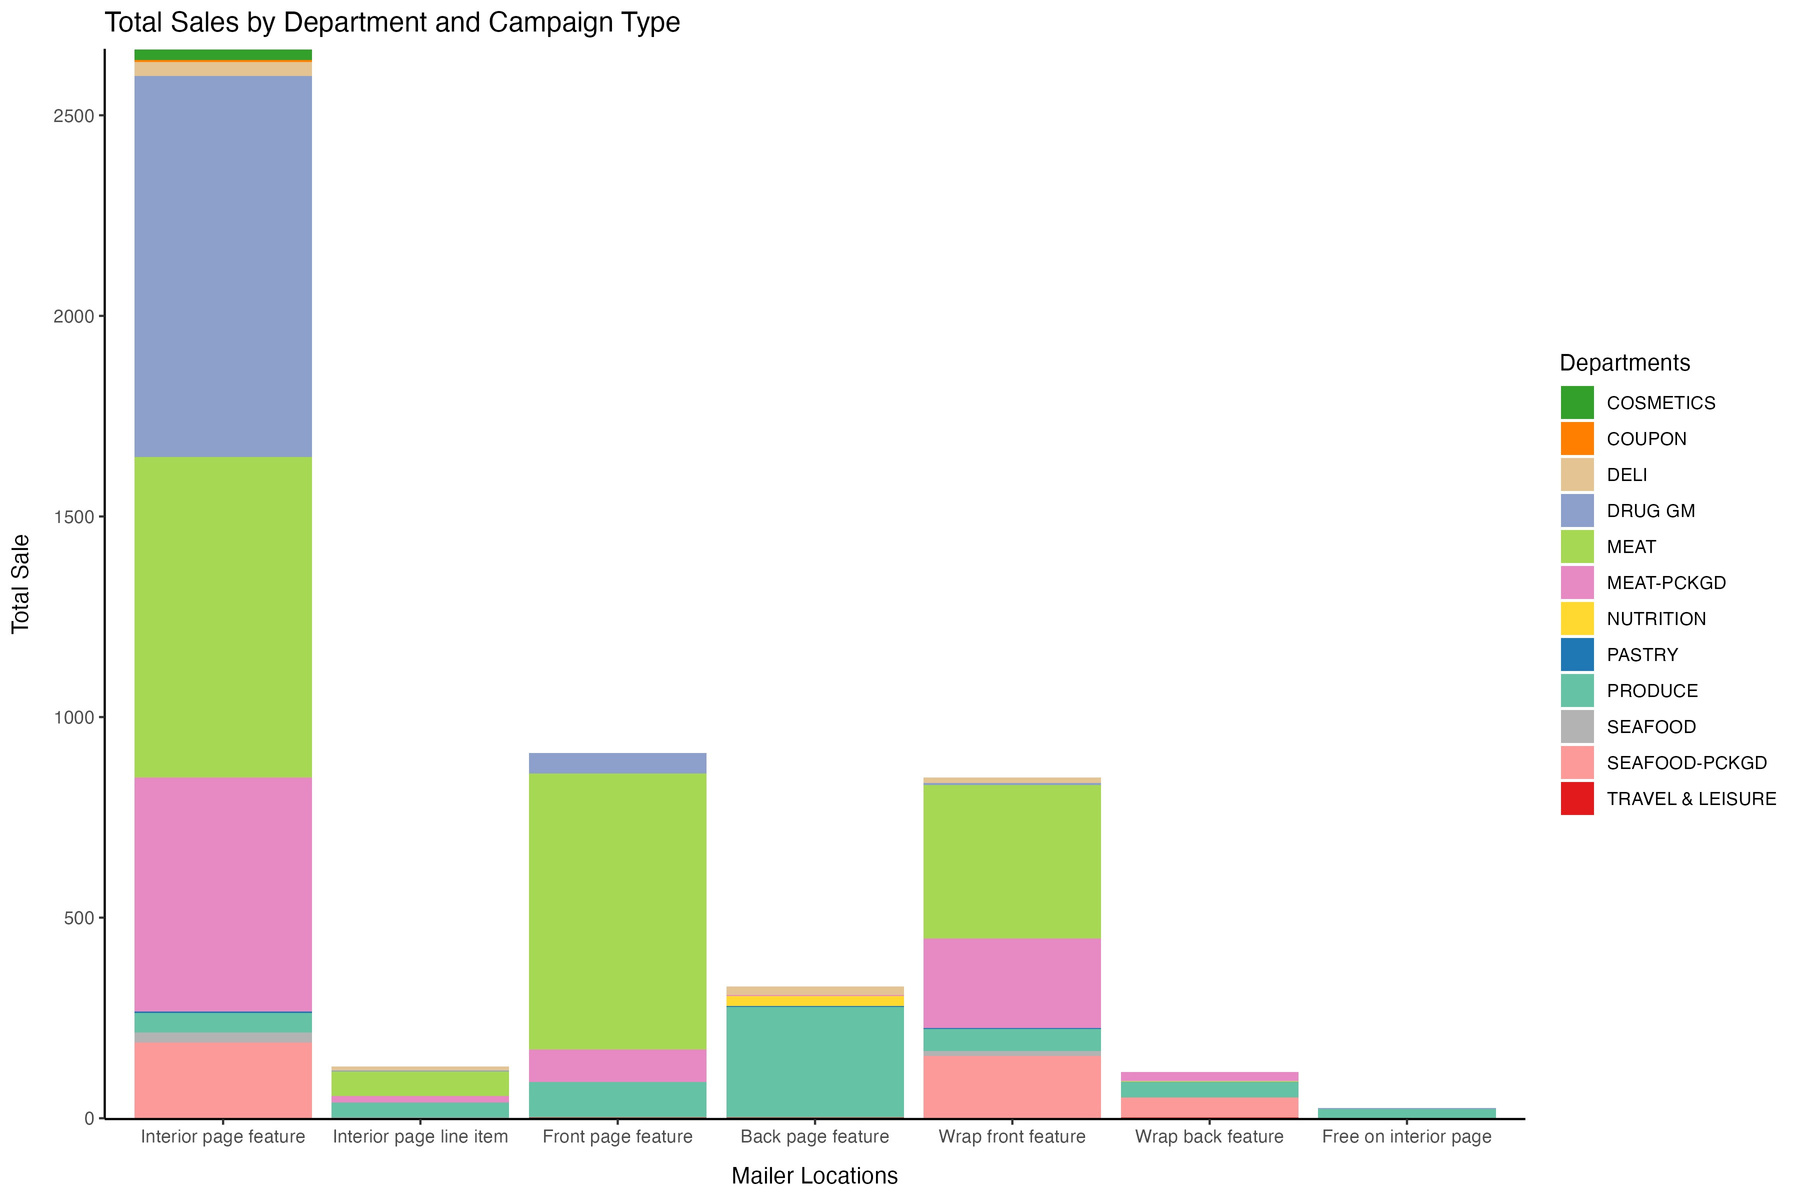 Total Sales by Department and Campaign Type
Total Sale
2500
2000
1500
1000
500
0
Interior page feature
Interior page line item
Front page feature
Back page feature
Wrap front feature
Wrap back feature
Free on interior page
Mailer Locations
Departments
COSMETICS
COUPON
DELI
DRUG GM
MEAT
MEAT-PCKGD
NUTRITION
PASTRY
PRODUCE
SEAFOOD
SEAFOOD-PCKGD
TRAVEL & LEISURE